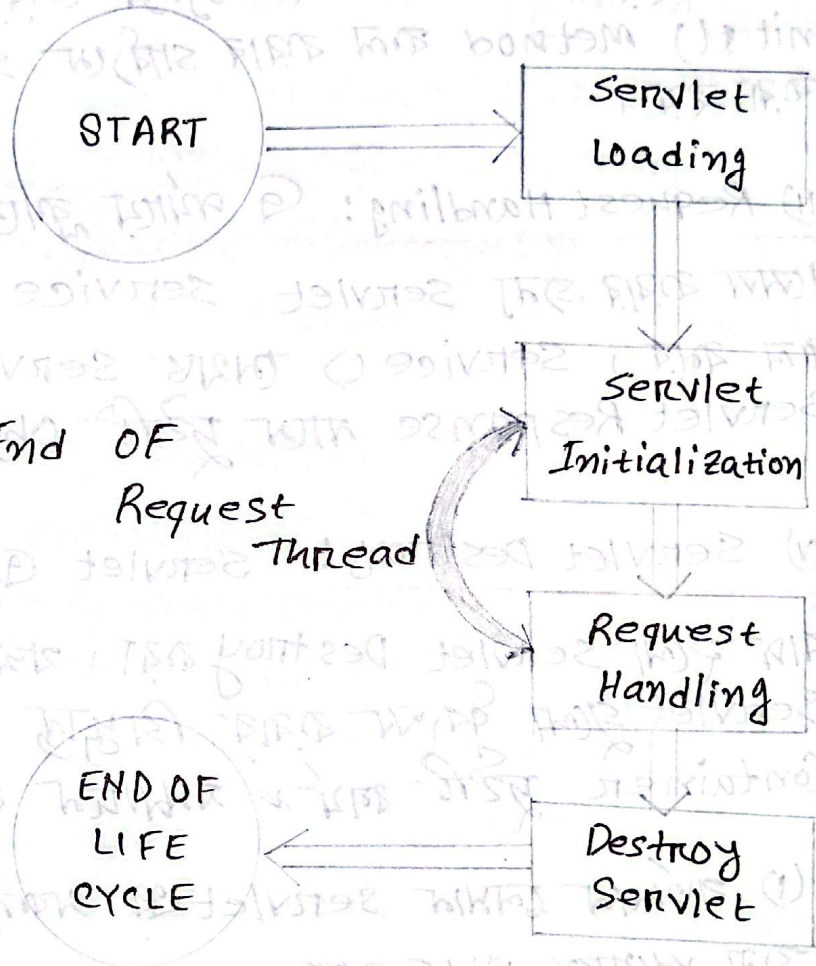 START
Servlet
Loading
Servlet
Initialization
End OF
Request
Thread
Request
Handling
Destroy
Servlet
END OF
LIFE
CYCLE